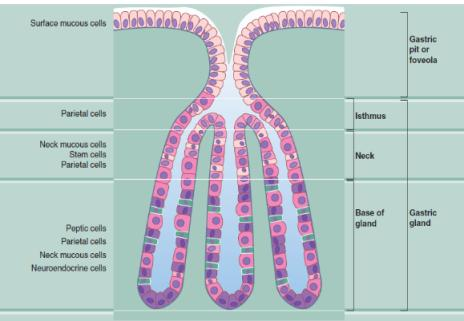 Surface mucous cells
Gastric
pit or
foveola
Parietal cells
Isthmus
Neck mucous cells
Stem cells
Parietal cells
Neck
Base of
gland
Gastric
gland
Peptic cells
Parietal cells
Neck mucous cells
Neuroendocrine cells